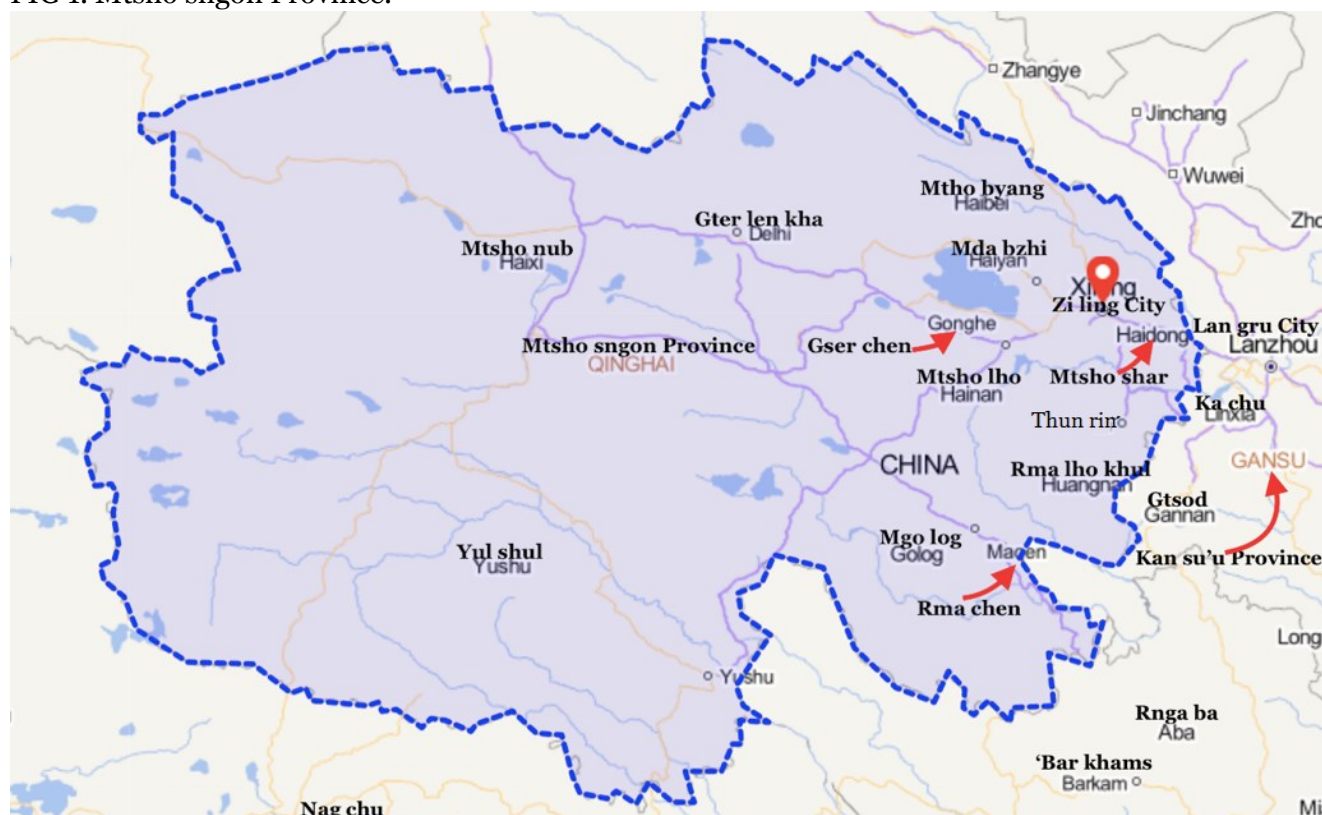 FIG 1. Mtsho sngon Province.
Zhangye
Jinchang
Wuwei
Mtho byang
Haibei
Gter len kha
Delhi
Mtsho nub
Haixi
Mda bzhi
Haiyan
Zi ling City
Gonghe
Gser chen
Haidong
Lan gru City
Lanzhou
Mtsho sngon Province
QINGHAI
Mtsho lho
Hainan
Mtsho shar
Ka chu
Linxia
Thun rin
CHINA
GANSU
Rma lho khul
Huangnan
Gtsod
Gannan
Mgo log
Golog
Maqen
Kan su’u Province
Yul shul
Yushu
Rma chen
Long
Yushu
Rnga ba
Aba
‘Bar khams
Barkam
Nag chu